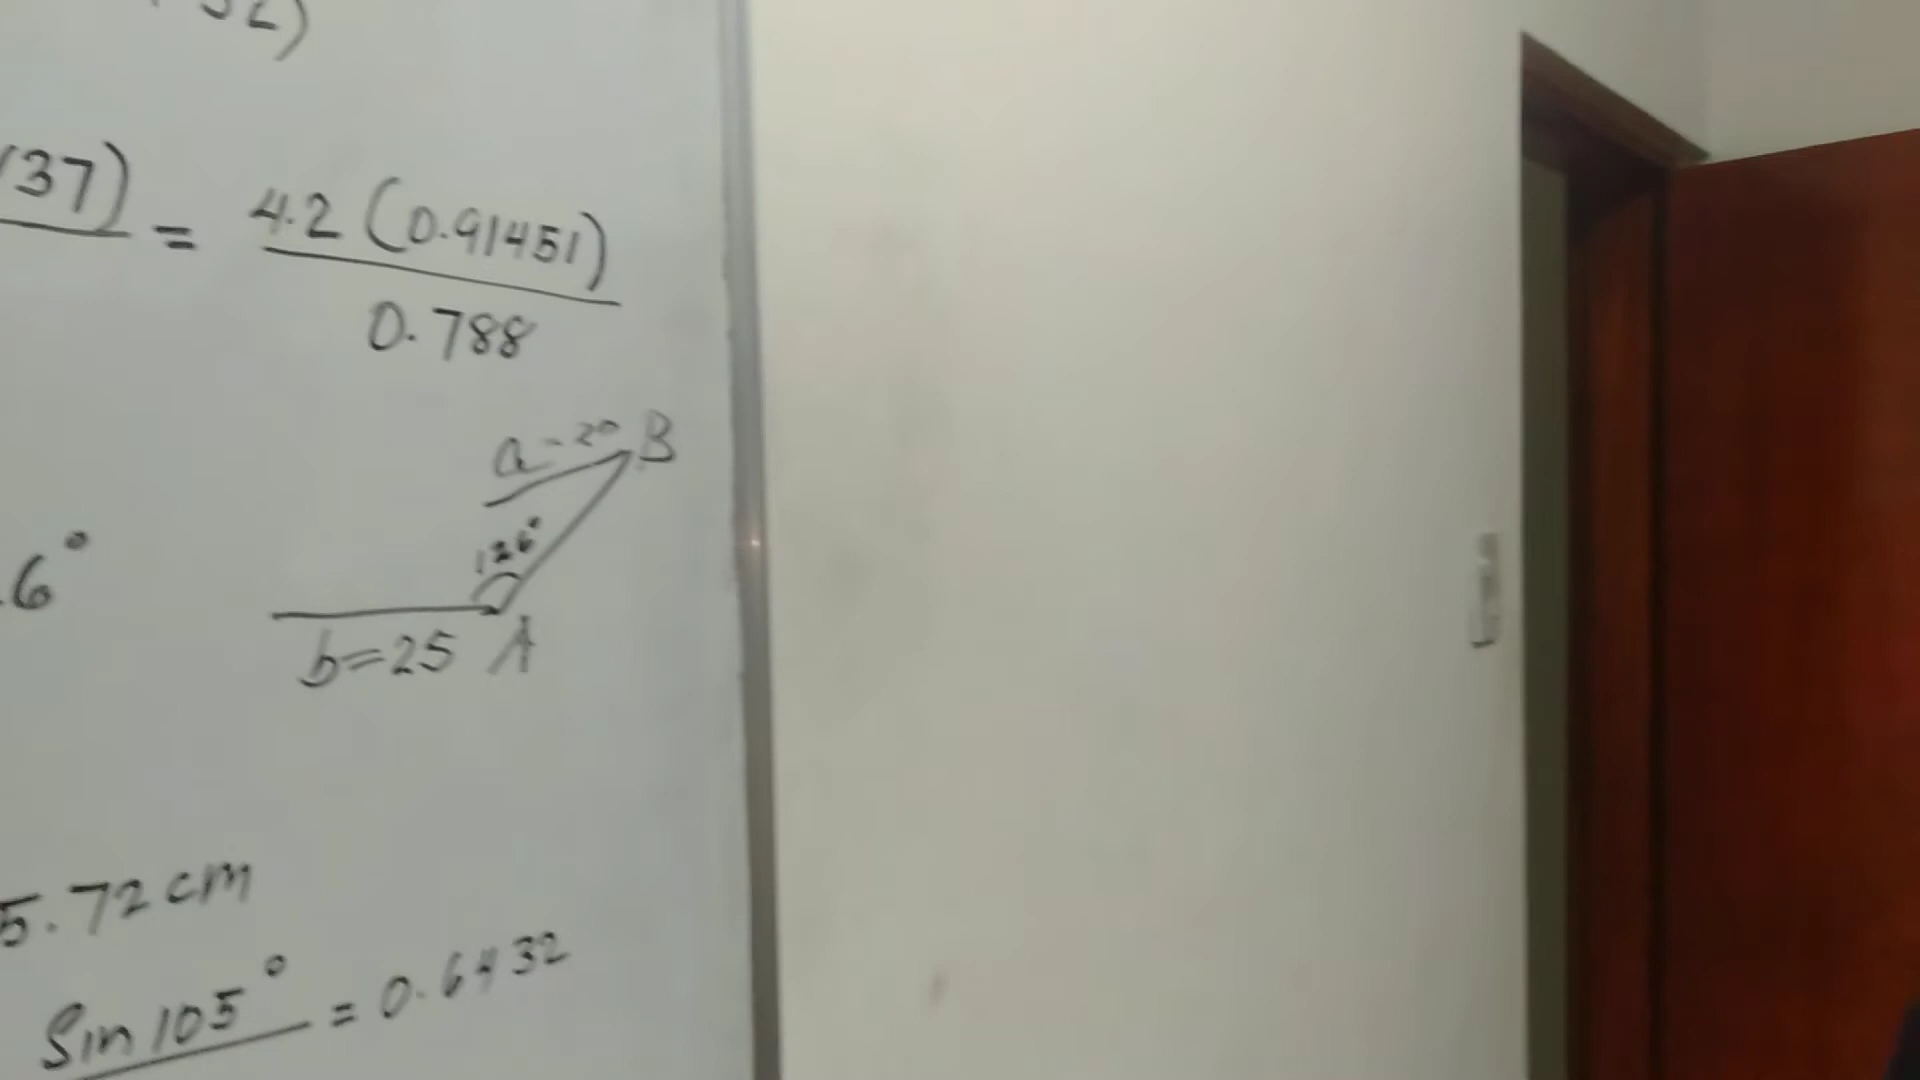 37) = 4.2 (0.91451)
0.788
a - 20 B
126°
.6°
b=25 A
5.72 cm
Sin 105° = 0.6432